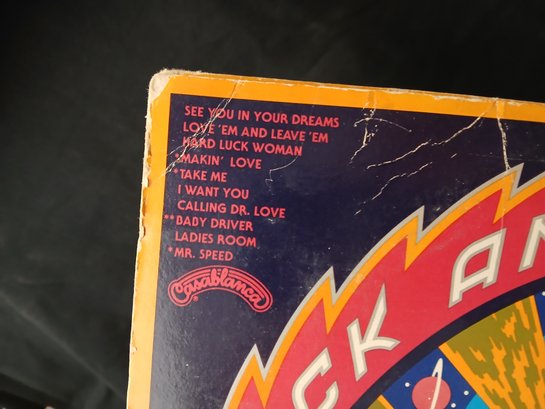 SEE YOU IN YOUR DREAMS
LOVE 'EM AND LEAVE 'EM
HARD LUCK WOMAN
*MAKIN' LOVE
*TAKE ME
I WANT YOU
CALLING DR. LOVE
**BABY DRIVER
LADIES ROOM
*MR. SPEED
Casablanca
CK AN